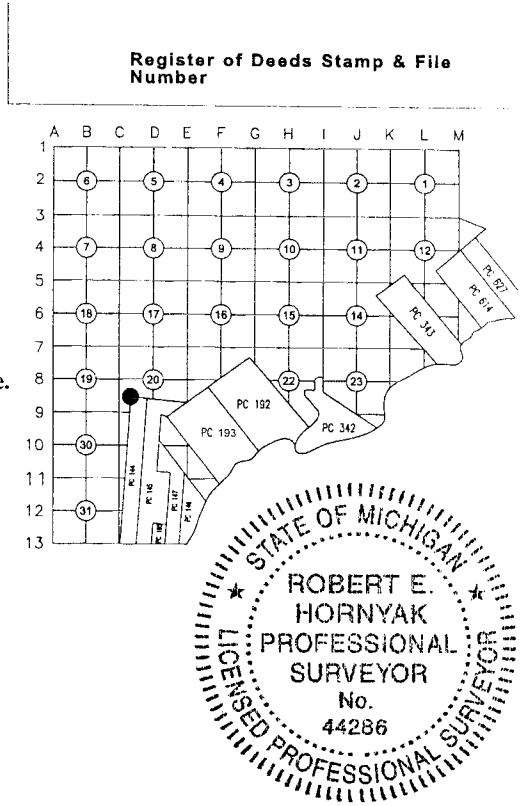 Register of Deeds Stamp & File
Number
A B C D E F G H I J K L M
1
2
3
4
5
6
7
8
9
10
11
12
13
6 5 4 3 2 1
7 8 9 10 11 12
18 17 16 15 14
19 20 22 23
30
31
PC 627
PC 614
PC 343
PC 192
PC 193
PC 342
PC 144
PC 145
PC 147
e.
STATE OF MICHIGAN
ROBERT E.
HORNYAK
PROFESSIONAL
SURVEYOR
No.
44286
LICENSED PROFESSIONAL SURVEYOR